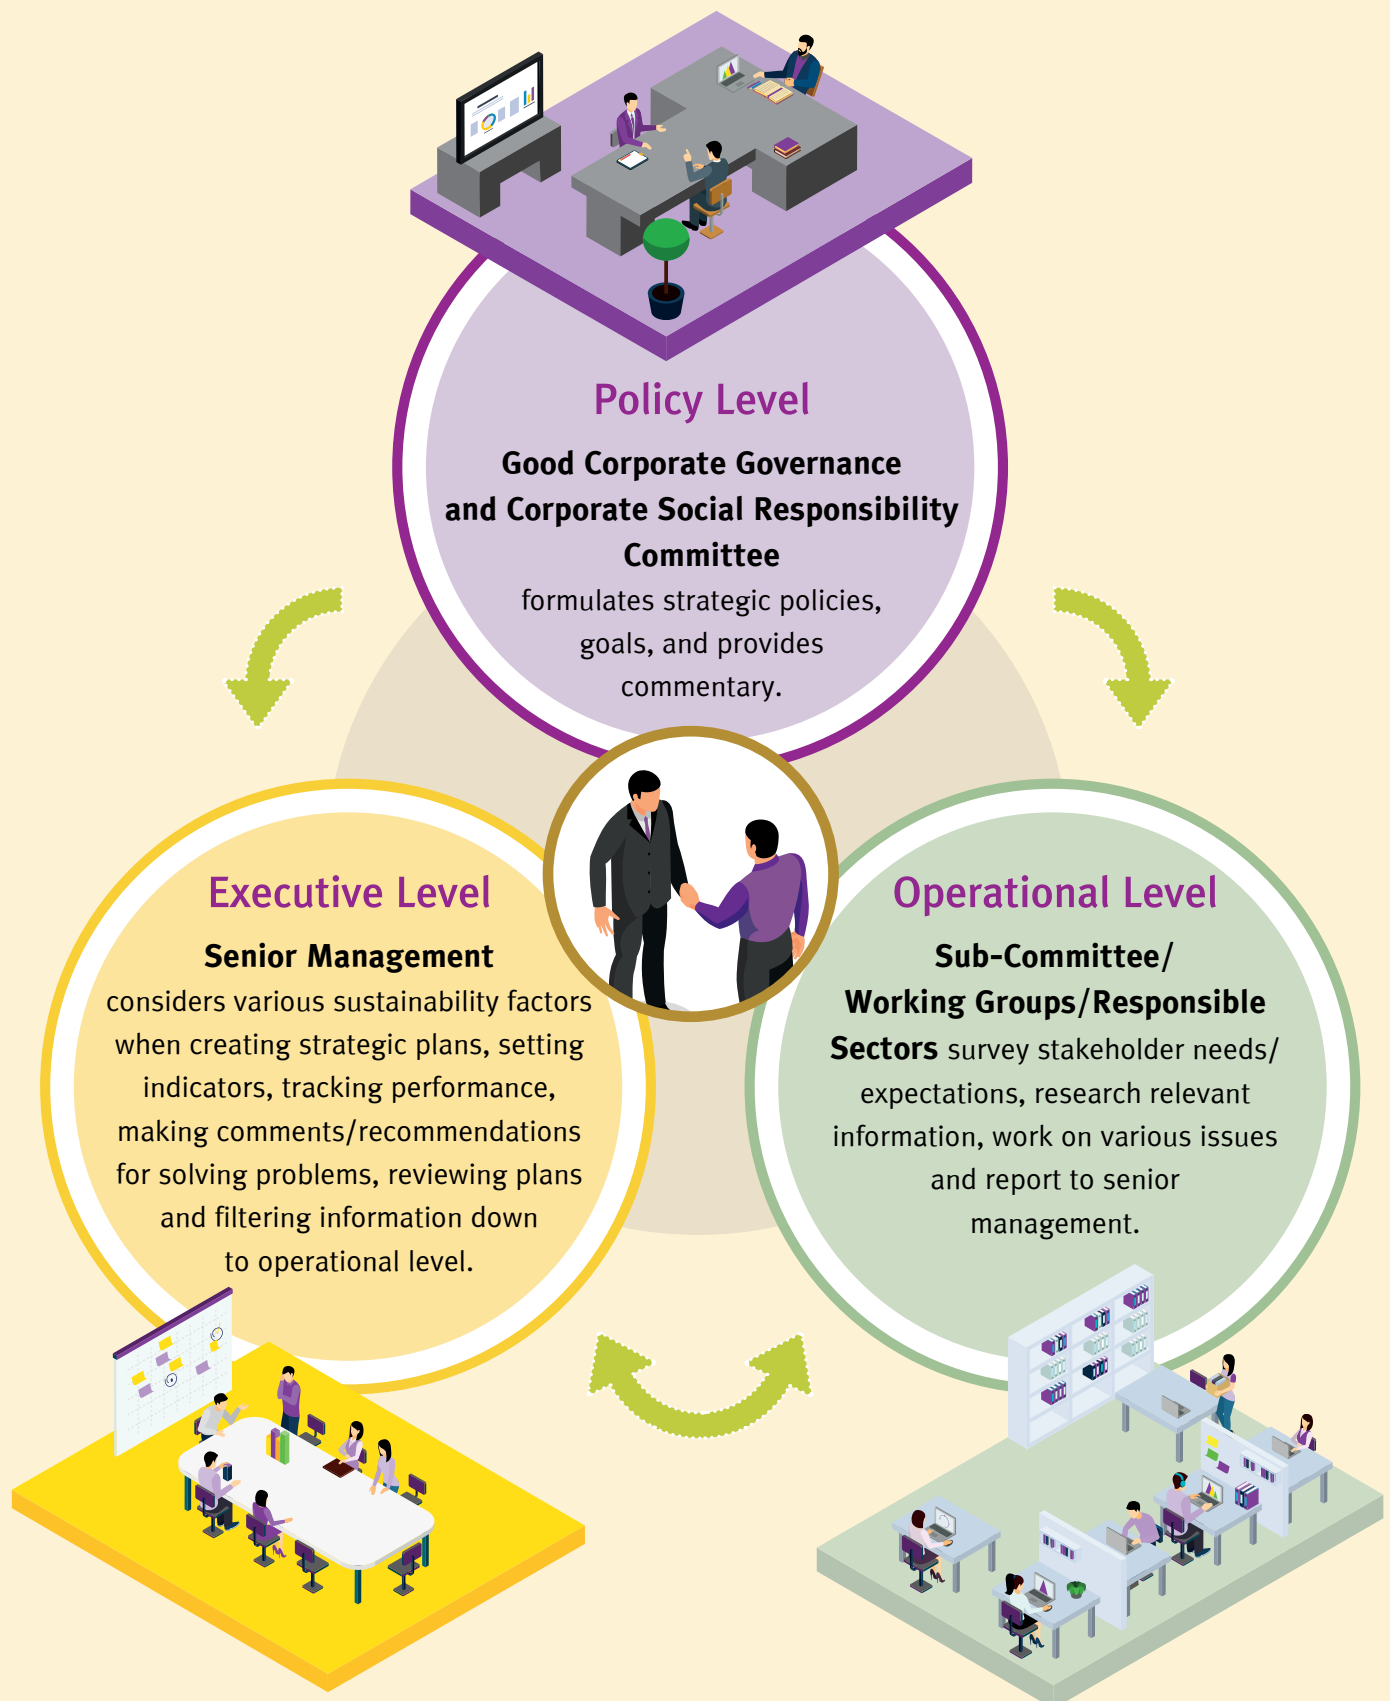 Policy Level
Good Corporate Governance
and Corporate Social Responsibility
Committee
formulates strategic policies,
goals, and provides
commentary.
Executive Level
Senior Management
considers various sustainability factors
when creating strategic plans, setting
indicators, tracking performance,
making comments/recommendations
for solving problems, reviewing plans
and filtering information down
to operational level.
Operational Level
Sub-Committee/
Working Groups/Responsible
Sectors survey stakeholder needs/
expectations, research relevant
information, work on various issues
and report to senior
management.